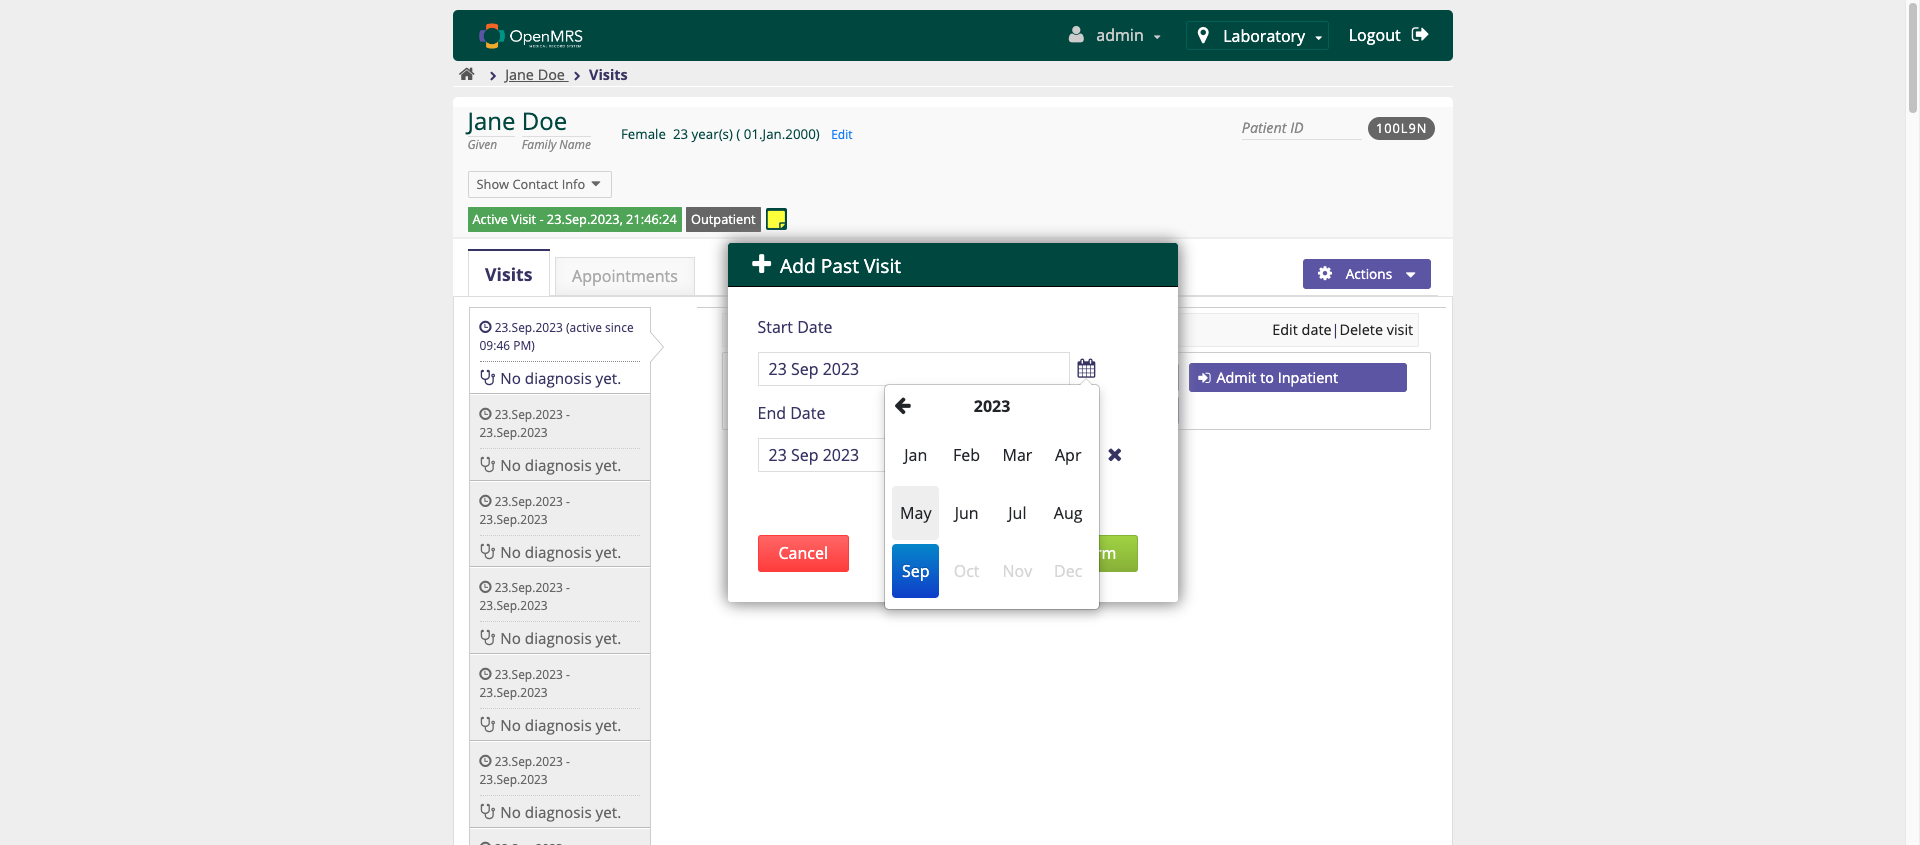 OpenMRS
MEDICAL RECORD SYSTEM
admin
Laboratory
Logout
Jane Doe
Visits
Jane Doe
Given
Family Name
Female 23 year(s) ( 01.Jan.2000) Edit
Patient ID
100L9N
Show Contact Info
Active Visit - 23.Sep.2023, 21:46:24
Outpatient
Visits
Appointments
Actions
23.Sep.2023 (active since
09:46 PM)
No diagnosis yet.
23.Sep.2023 -
23.Sep.2023
No diagnosis yet.
23.Sep.2023 -
23.Sep.2023
No diagnosis yet.
23.Sep.2023 -
23.Sep.2023
No diagnosis yet.
23.Sep.2023 -
23.Sep.2023
No diagnosis yet.
23.Sep.2023 -
23.Sep.2023
No diagnosis yet.
Edit date|Delete visit
Admit to Inpatient
Add Past Visit
Start Date
23 Sep 2023
End Date
23 Sep 2023
Cancel
rm
2023
Jan Feb Mar Apr
May Jun Jul Aug
Sep Oct Nov Dec